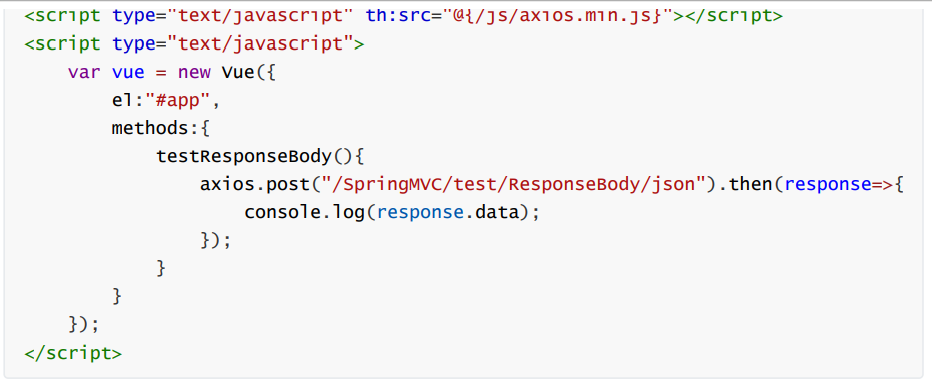 <script type="text/javascript" th:src="@{/js/axios.min.js}"></script>
<script type="text/javascript">
    var vue = new Vue({
        el:"#app",
        methods:{
            testResponseBody(){
                axios.post("/SpringMVC/test/ResponseBody/json").then(response=>{
                    console.log(response.data);
                });
            }
        }
    });
</script>